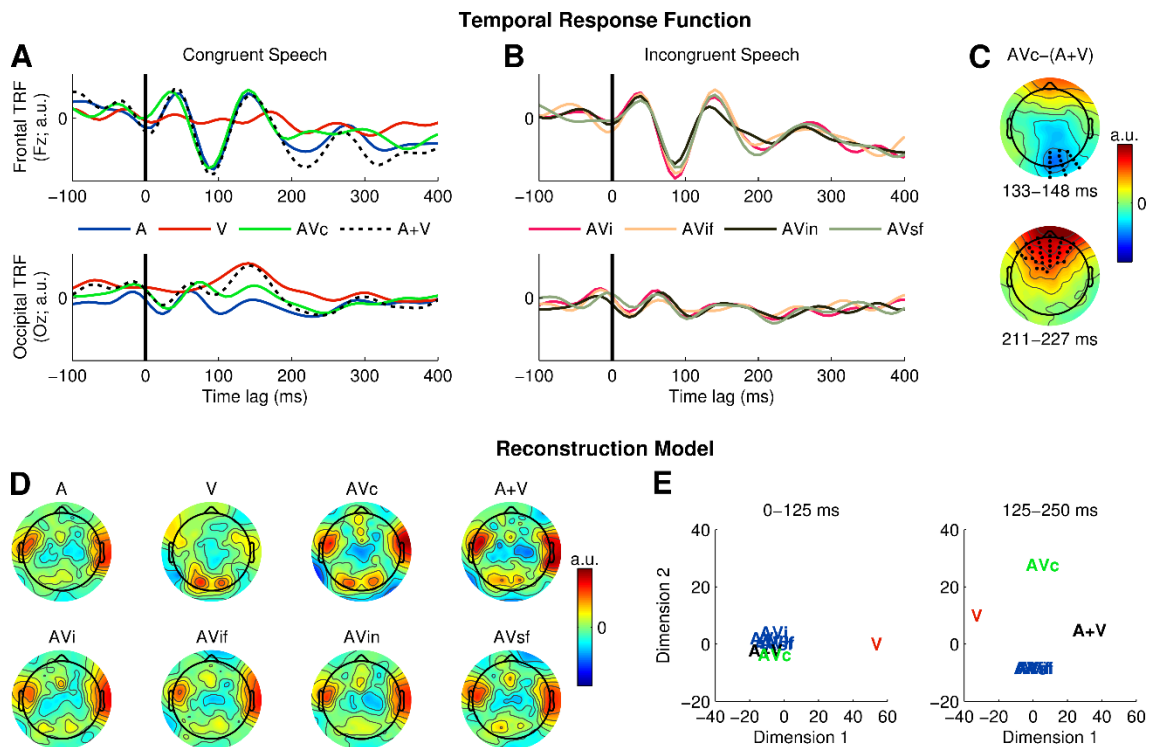 Temporal Response Function
A
Congruent Speech
B
Incongruent Speech
C
AVc−(A+V)
Frontal TRF
(Fz; a.u.)
0
−100 0 100 200 300 400
−100 0 100 200 300 400
a.u.
0
133−148 ms
A V AVc A+V
AVi AVif AVin AVsf
Occipital TRF
(Oz; a.u.)
0
0
−100 0 100 200 300 400
Time lag (ms)
−100 0 100 200 300 400
Time lag (ms)
211−227 ms
Reconstruction Model
D
A V AVc A+V
a.u.
0
AVi AVif AVin AVsf
E
0−125 ms
125−250 ms
Dimension 2
40
20
0
−20
−40 −20 0 20 40 60
Dimension 1
AVi
V
AVc
40
20
0
−20
−40 −20 0 20 40 60
Dimension 1
AVc
V
A+V